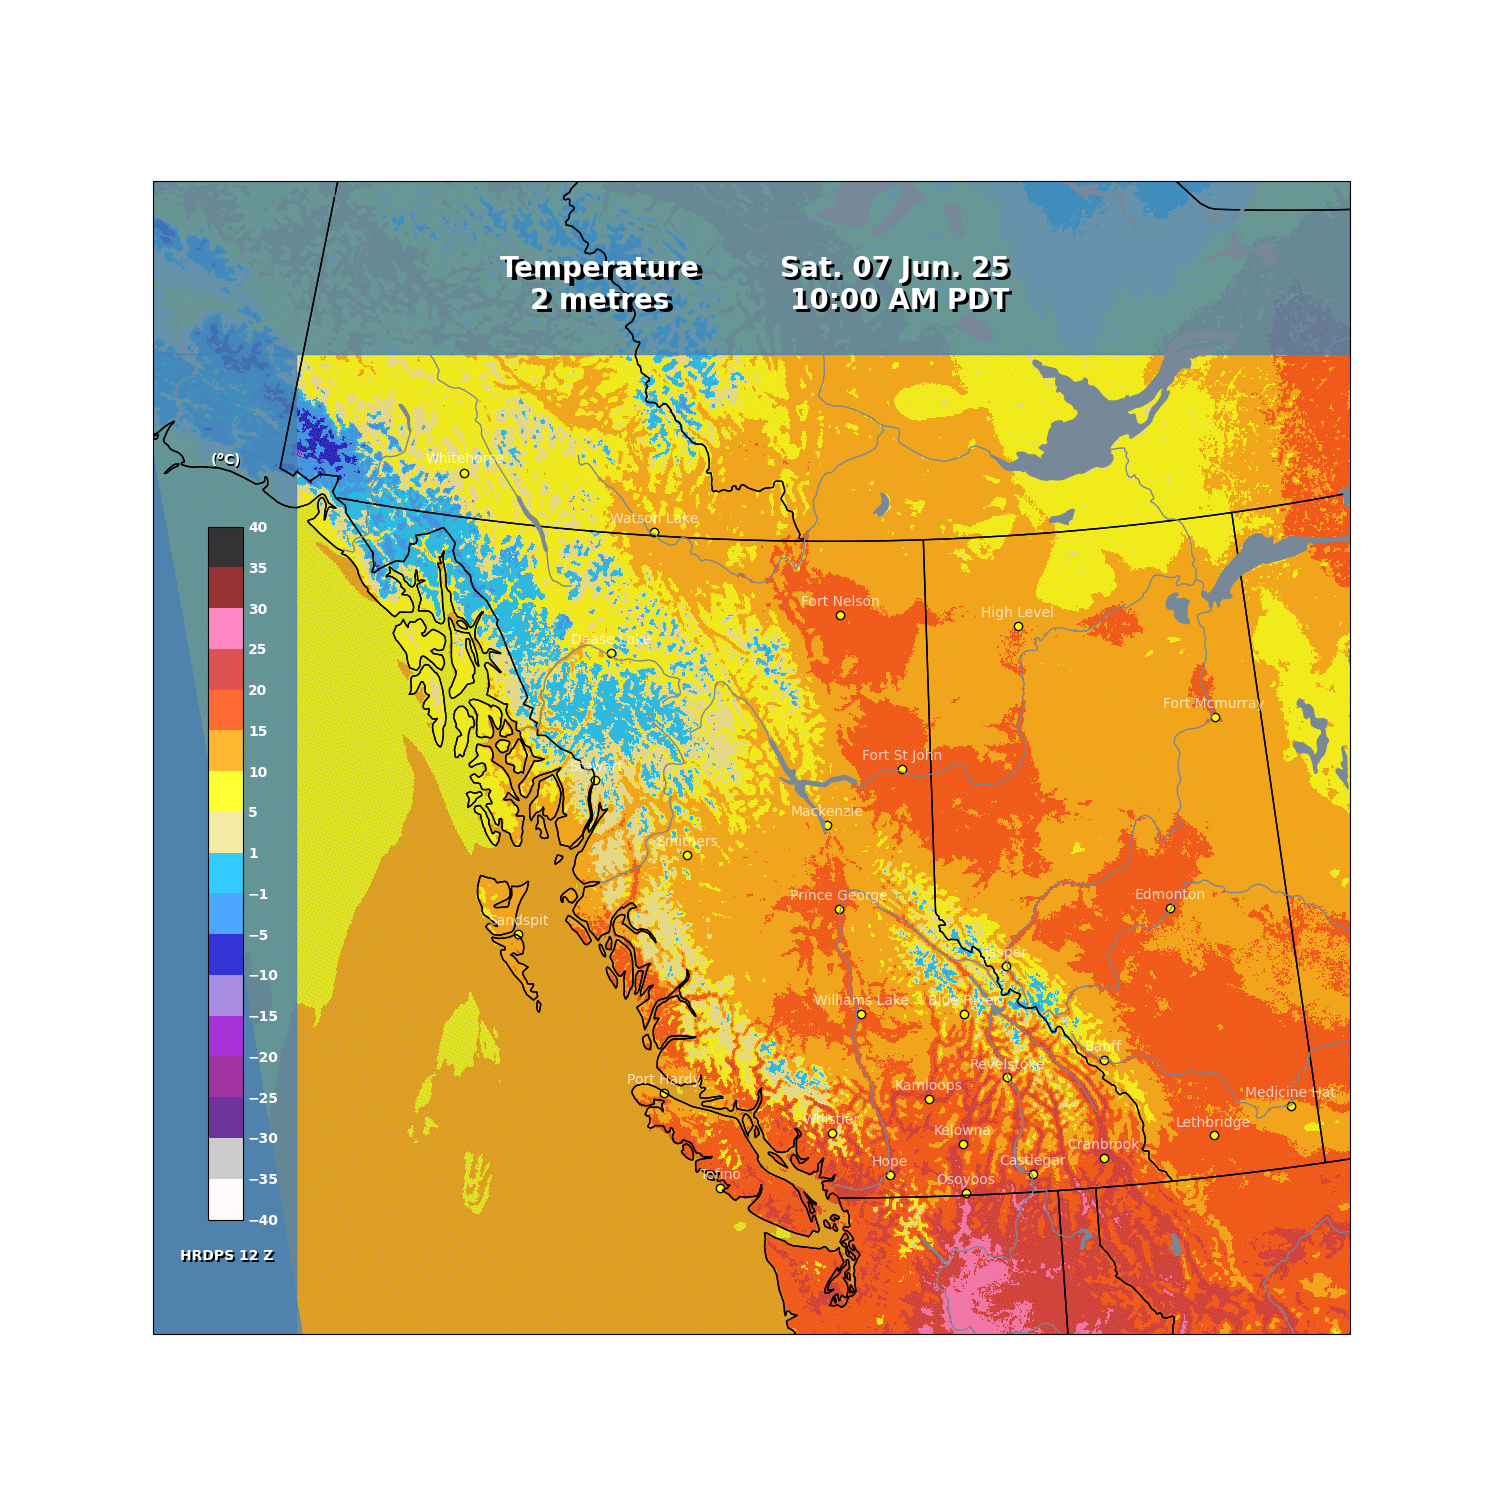 Temperature
2 metres
Sat. 07 Jun. 25
10:00 AM PDT
(°C)
40
35
30
25
20
15
10
5
1
−1
−5
−10
−15
−20
−25
−30
−35
−40
HRDPS 12 Z
Whitehorse
Watson Lake
Fort Nelson
High Level
Dease Lake
Fort Mcmurray
Fort St John
Stewart
Mackenzie
Smithers
Prince George
Edmonton
Sandspit
Jasper
Williams Lake
Blue River
Banff
Revelstoke
Port Hardy
Kamloops
Medicine Hat
Whistler
Lethbridge
Kelowna
Cranbrook
Hope
Castlegar
Tofino
Osoyoos